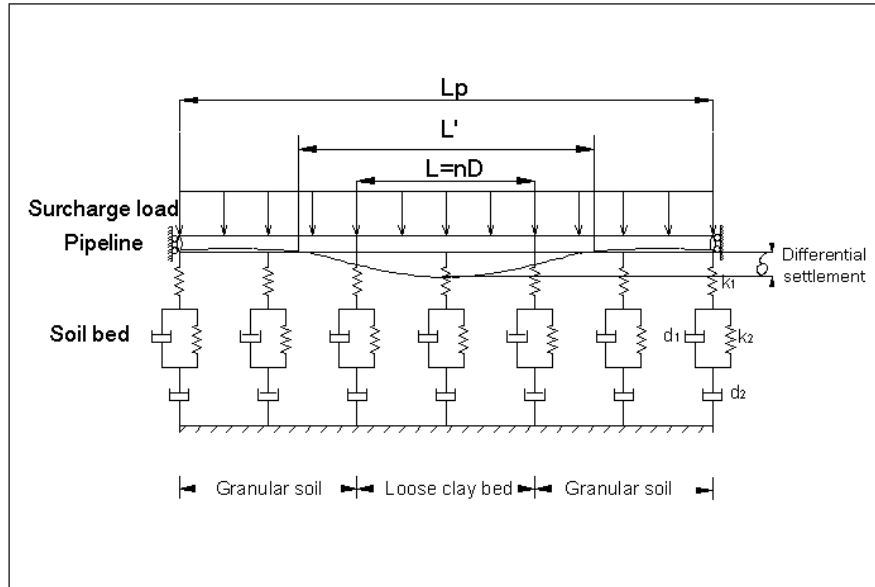 Lp
L'
L=nD
Surcharge load
Pipeline
Differential
settlement
k1
Soil bed
d1
k2
d2
Granular soil
Loose clay bed
Granular soil